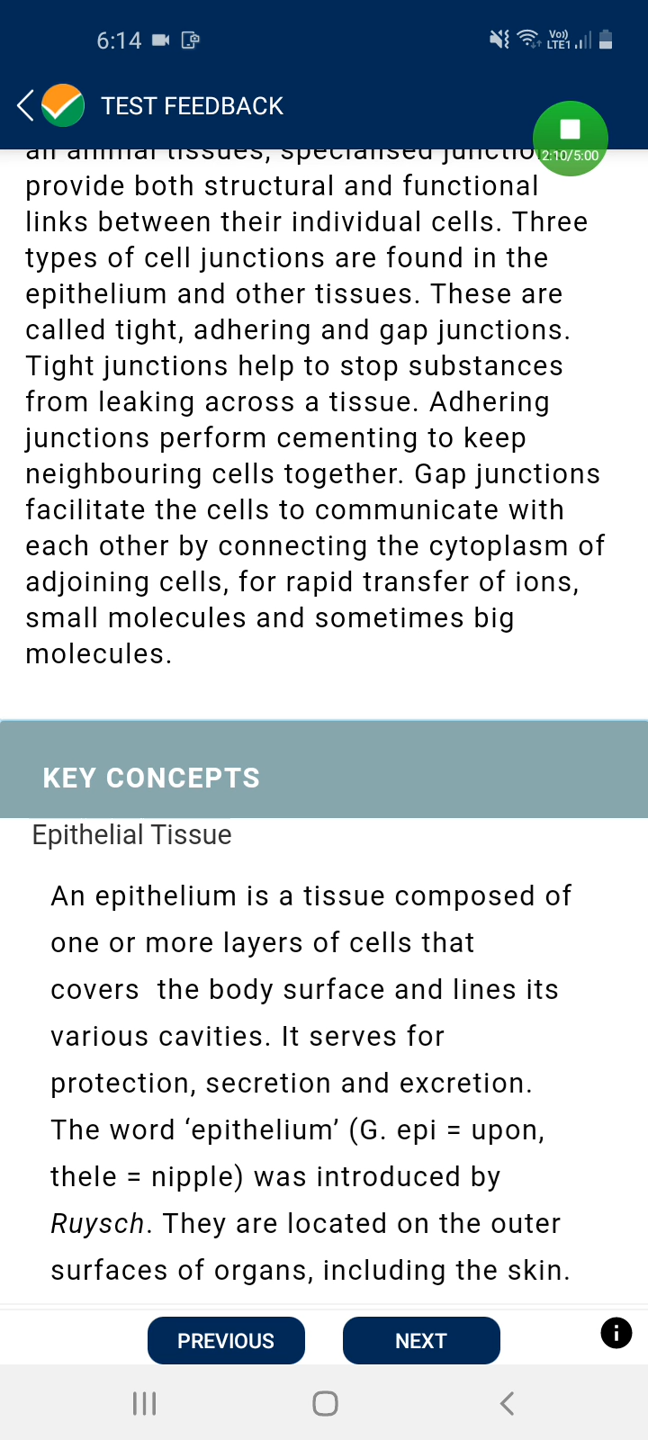 6:14
Vo)) LTE1
TEST FEEDBACK
2:10/5:00
all animal tissues, specialised
provide both structural and functional
links between their individual cells. Three
types of cell junctions are found in the
epithelium and other tissues. These are
called tight, adhering and gap junctions.
Tight junctions help to stop substances
from leaking across a tissue. Adhering
junctions perform cementing to keep
neighbouring cells together. Gap junctions
facilitate the cells to communicate with
each other by connecting the cytoplasm of
adjoining cells, for rapid transfer of ions,
small molecules and sometimes big
molecules.
KEY CONCEPTS
Epithelial Tissue
An epithelium is a tissue composed of
one or more layers of cells that
covers the body surface and lines its
various cavities. It serves for
protection, secretion and excretion.
The word ‘epithelium’ (G. epi = upon,
thele = nipple) was introduced by
Ruysch. They are located on the outer
surfaces of organs, including the skin.
PREVIOUS
NEXT